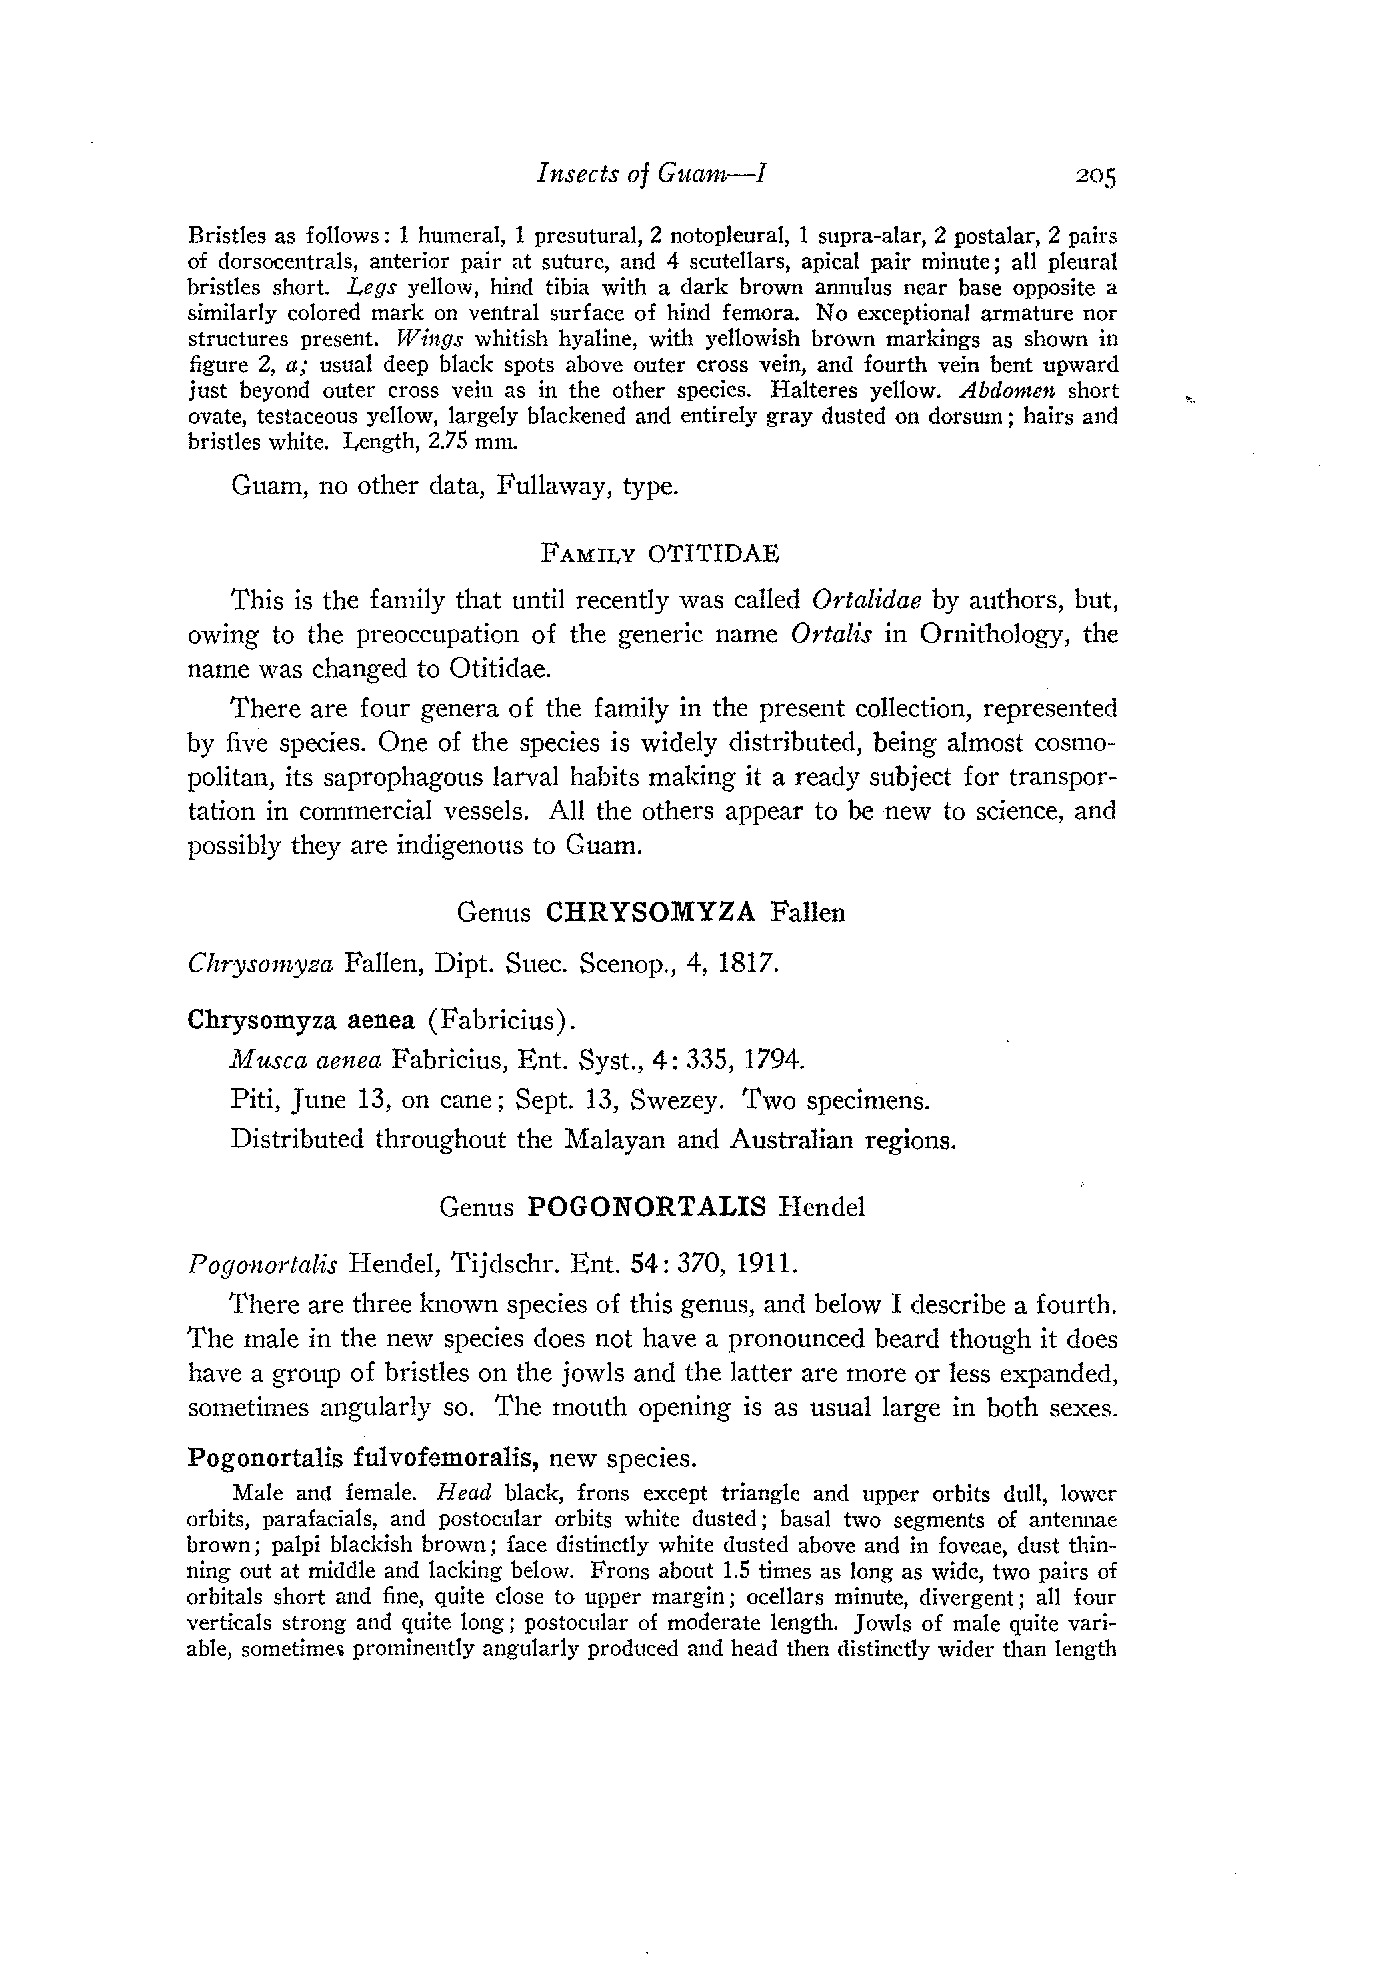 Insects of Guam—I 205
Bristles as follows: 1 humeral, 1 presutural, 2 notopleural, 1 supra-alar, 2 postalar, 2 pairs
of dorsocentrals, anterior pair at suture, and 4 scutellars, apical pair minute; all pleural
bristles short. Legs yellow, hind tibia with a dark brown annulus near base opposite a
similarly colored mark on ventral surface of hind femora. No exceptional armature nor
structures present. Wings whitish hyaline, with yellowish brown markings as shown in
figure 2, a; usual deep black spots above outer cross vein, and fourth vein bent upward
just beyond outer cross vein as in the other species. Halteres yellow. Abdomen short
ovate, testaceous yellow, largely blackened and entirely gray dusted on dorsum; hairs and
bristles white. Length, 2.75 mm.
Guam, no other data, Fullaway, type.
FAMILY OTITIDAE
This is the family that until recently was called Ortalidae by authors, but,
owing to the preoccupation of the generic name Ortalis in Ornithology, the
name was changed to Otitidae.
There are four genera of the family in the present collection, represented
by five species. One of the species is widely distributed, being almost cosmo-
politan, its saprophagous larval habits making it a ready subject for transpor-
tation in commercial vessels. All the others appear to be new to science, and
possibly they are indigenous to Guam.
Genus CHRYSOMYZA Fallen
Chrysomyza Fallen, Dipt. Suec. Scenop., 4, 1817.
Chrysomyza aenea (Fabricius).
Musca aenea Fabricius, Ent. Syst., 4: 335, 1794.
Piti, June 13, on cane; Sept. 13, Swezey. Two specimens.
Distributed throughout the Malayan and Australian regions.
Genus POGONORTALIS Hendel
Pogonortalis Hendel, Tijdschr. Ent. 54: 370, 1911.
There are three known species of this genus, and below I describe a fourth.
The male in the new species does not have a pronounced beard though it does
have a group of bristles on the jowls and the latter are more or less expanded,
sometimes angularly so. The mouth opening is as usual large in both sexes.
Pogonortalis fulvofemoralis, new species.
Male and female. Head black, frons except triangle and upper orbits dull, lower
orbits, parafacials, and postocular orbits white dusted; basal two segments of antennae
brown; palpi blackish brown; face distinctly white dusted above and in foveae, dust thin-
ning out at middle and lacking below. Frons about 1.5 times as long as wide, two pairs of
orbitals short and fine, quite close to upper margin; ocellars minute, divergent; all four
verticals strong and quite long; postocular of moderate length. Jowls of male quite vari-
able, sometimes prominently angularly produced and head then distinctly wider than length